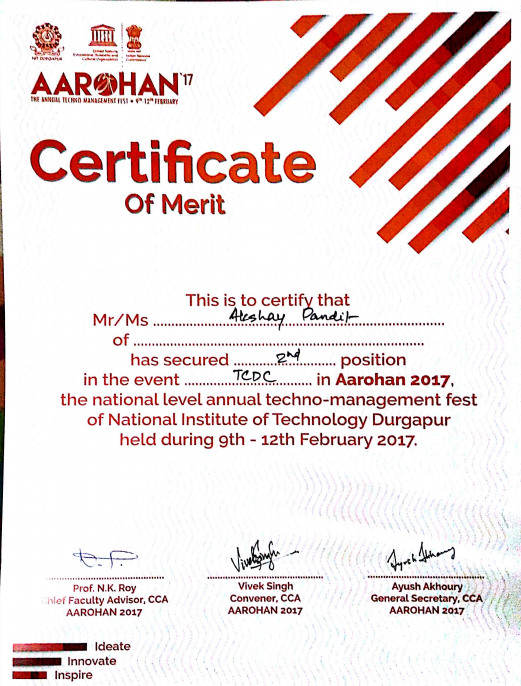 NIT DURGAPUR
United Nations
Educational, Scientific and
Cultural Organization
Indian National
Commission
AAROHAN'17
THE ANNUAL TECHNO MANAGEMENT FEST • 9TH 12TH FEBRUARY
Certificate
Of Merit
This is to certify that
Mr/Ms Akshay Pandit
of
has secured 2nd position
in the event TCDC in Aarohan 2017,
the national level annual techno-management fest
of National Institute of Technology Durgapur
held during 9th - 12th February 2017.
Vivek Singh
Ayush Akhoury
Prof. N.K. Roy
Chief Faculty Advisor, CCA
AAROHAN 2017
Vivek Singh
Convener, CCA
AAROHAN 2017
Ayush Akhoury
General Secretary, CCA
AAROHAN 2017
Ideate
Innovate
Inspire